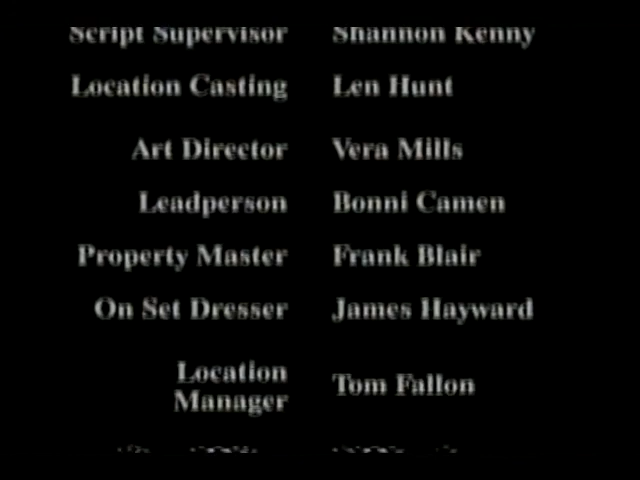 Script Supervisor Shannon Kenny
Location Casting Len Hunt
Art Director Vera Mills
Leadperson Bonni Camen
Property Master Frank Blair
On Set Dresser James Hayward
Location
Manager Tom Fallon